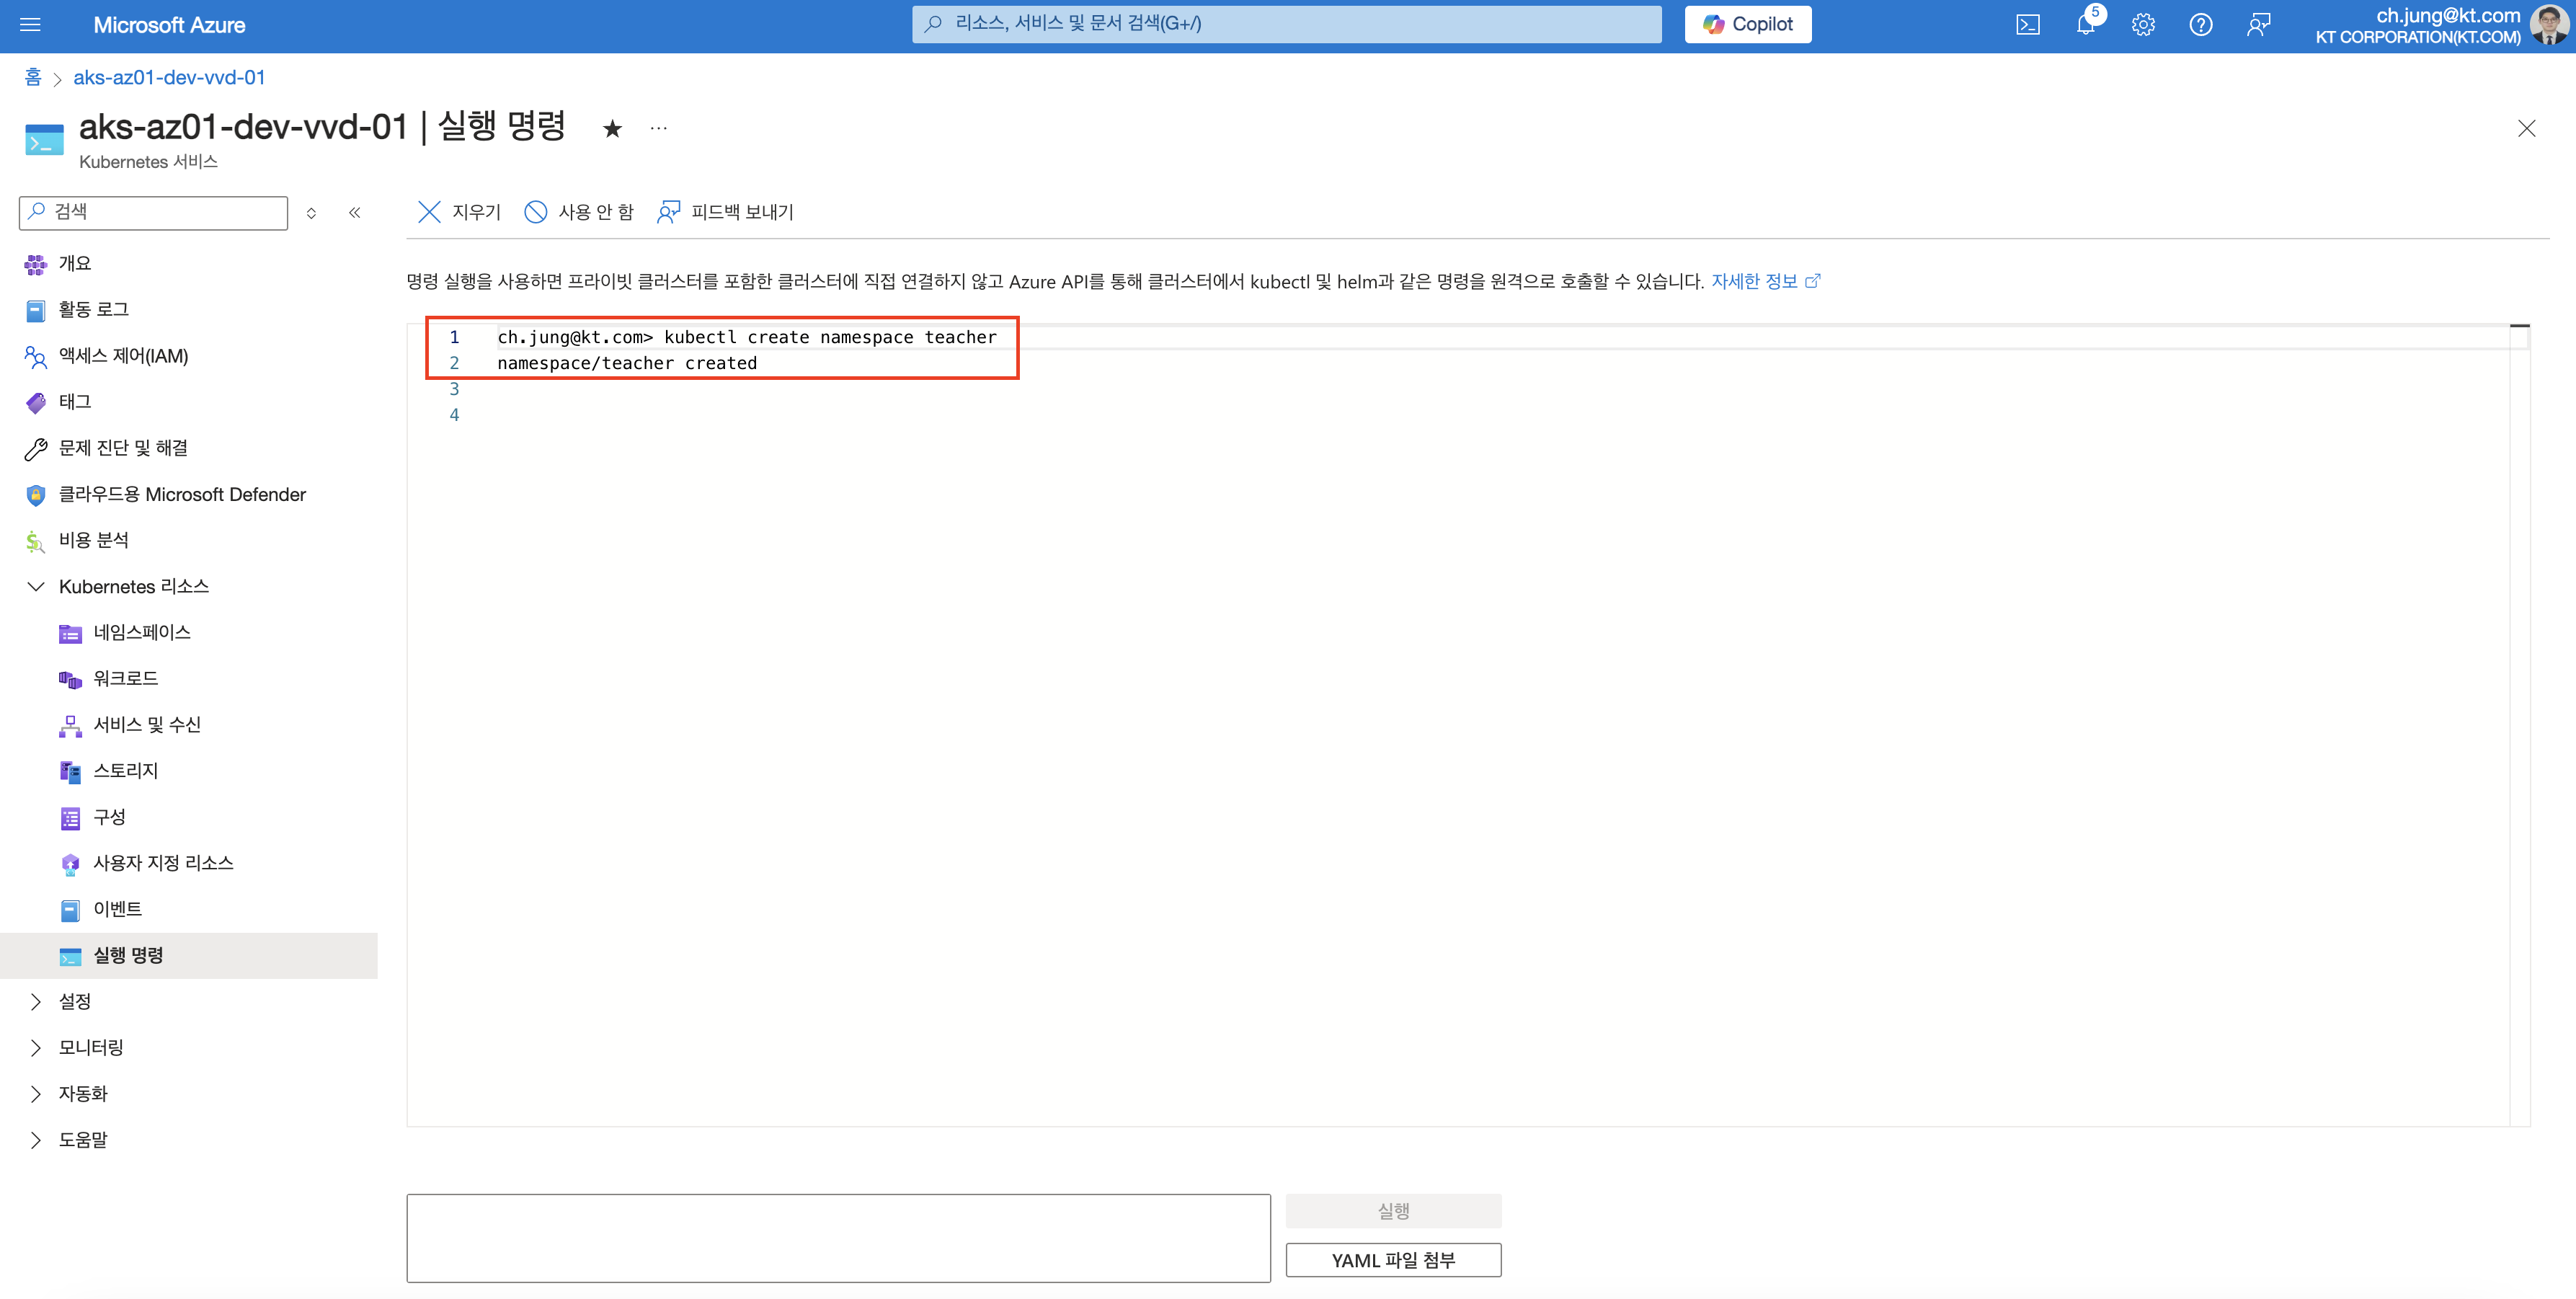 Microsoft Azure
리소스, 서비스 및 문서 검색(G+/)
Copilot
5
ch.jung@kt.com
KT CORPORATION(KT.COM)
홈 > aks-az01-dev-vvd-01
aks-az01-dev-vvd-01 | 실행 명령
Kubernetes 서비스
검색
지우기 사용 안 함 피드백 보내기
명령 실행을 사용하면 프라이빗 클러스터를 포함한 클러스터에 직접 연결하지 않고 Azure API를 통해 클러스터에서 kubectl 및 helm과 같은 명령을 원격으로 호출할 수 있습니다. 자세한 정보
1 ch.jung@kt.com> kubectl create namespace teacher
2 namespace/teacher created
3
4
개요
활동 로그
액세스 제어(IAM)
태그
문제 진단 및 해결
클라우드용 Microsoft Defender
비용 분석
Kubernetes 리소스
네임스페이스
워크로드
서비스 및 수신
스토리지
구성
사용자 지정 리소스
이벤트
실행 명령
설정
모니터링
자동화
도움말
실행
YAML 파일 첨부